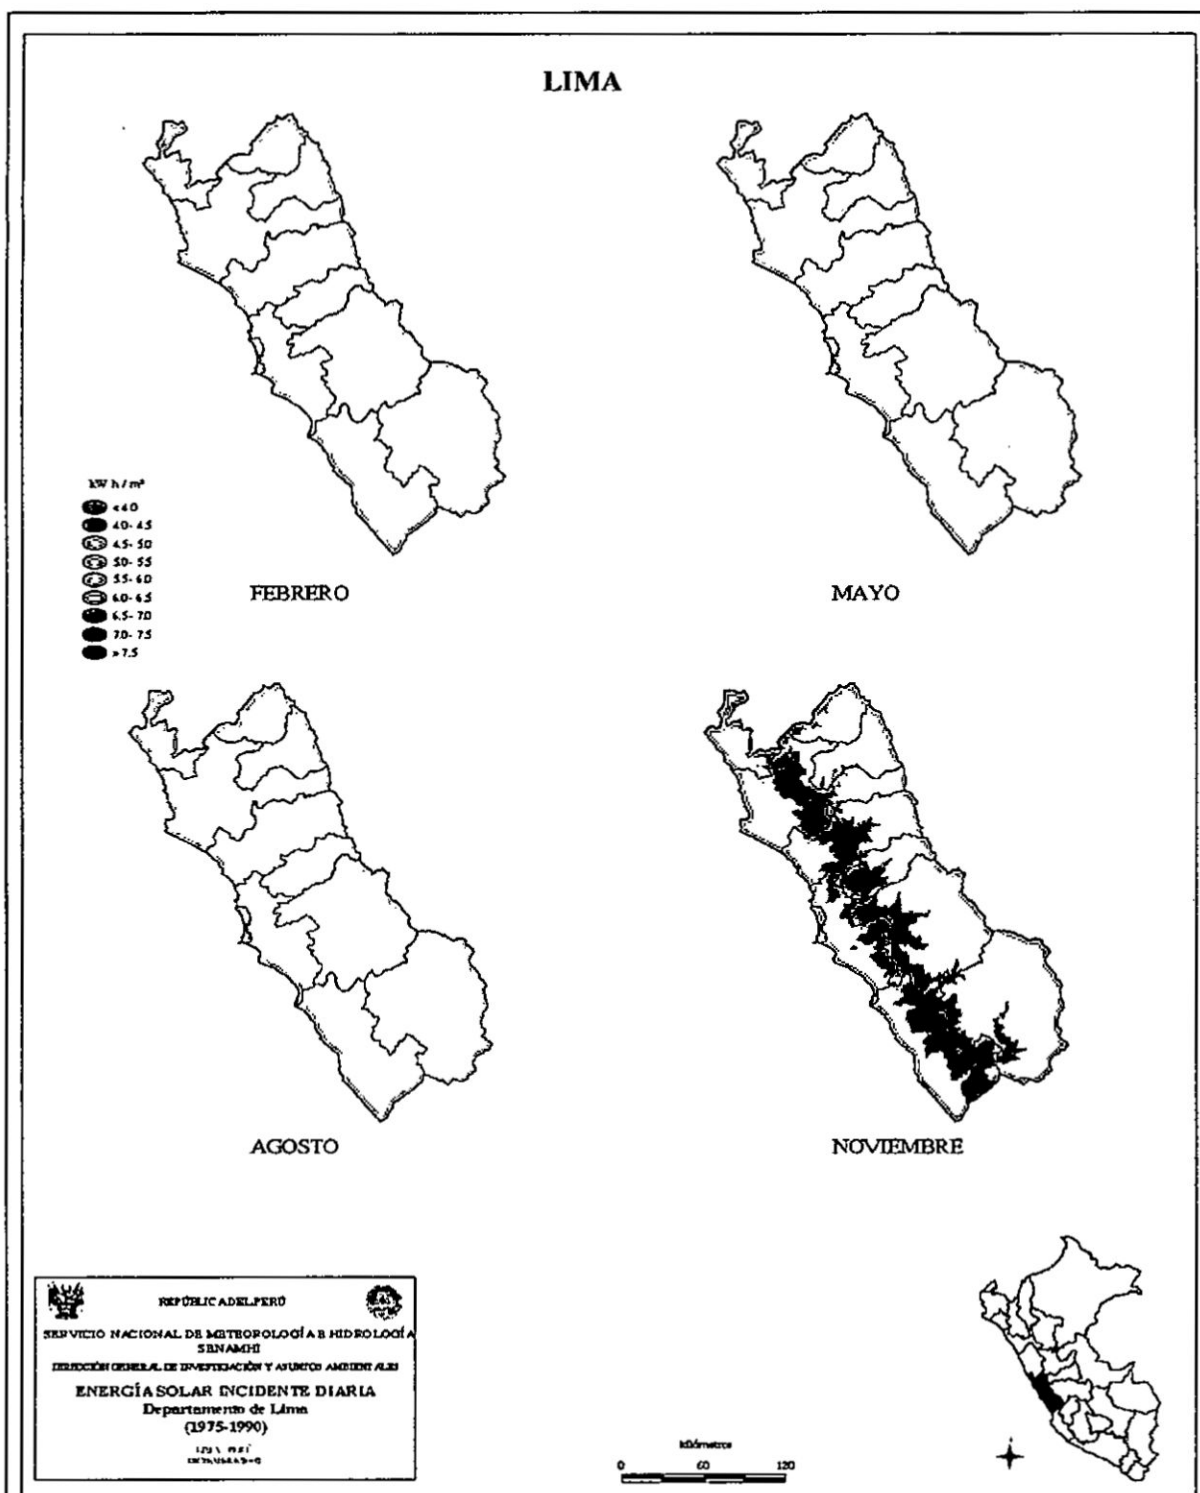 LIMA
kW h / m²
< 4.0
4.0- 4.5
4.5- 5.0
5.0- 5.5
5.5- 6.0
6.0- 6.5
6.5- 7.0
7.0- 7.5
> 7.5
FEBRERO
MAYO
AGOSTO
NOVIEMBRE
REPÚBLICA DEL PERÚ
SERVICIO NACIONAL DE METEOROLOGÍA E HIDROLOGÍA
SENAMHI
DIRECCIÓN GENERAL DE INVESTIGACIÓN Y ASUNTOS AMBIENTALES
ENERGÍA SOLAR INCIDENTE DIARIA
Departamento de Lima
(1975-1990)
kilómetros
0 60 120